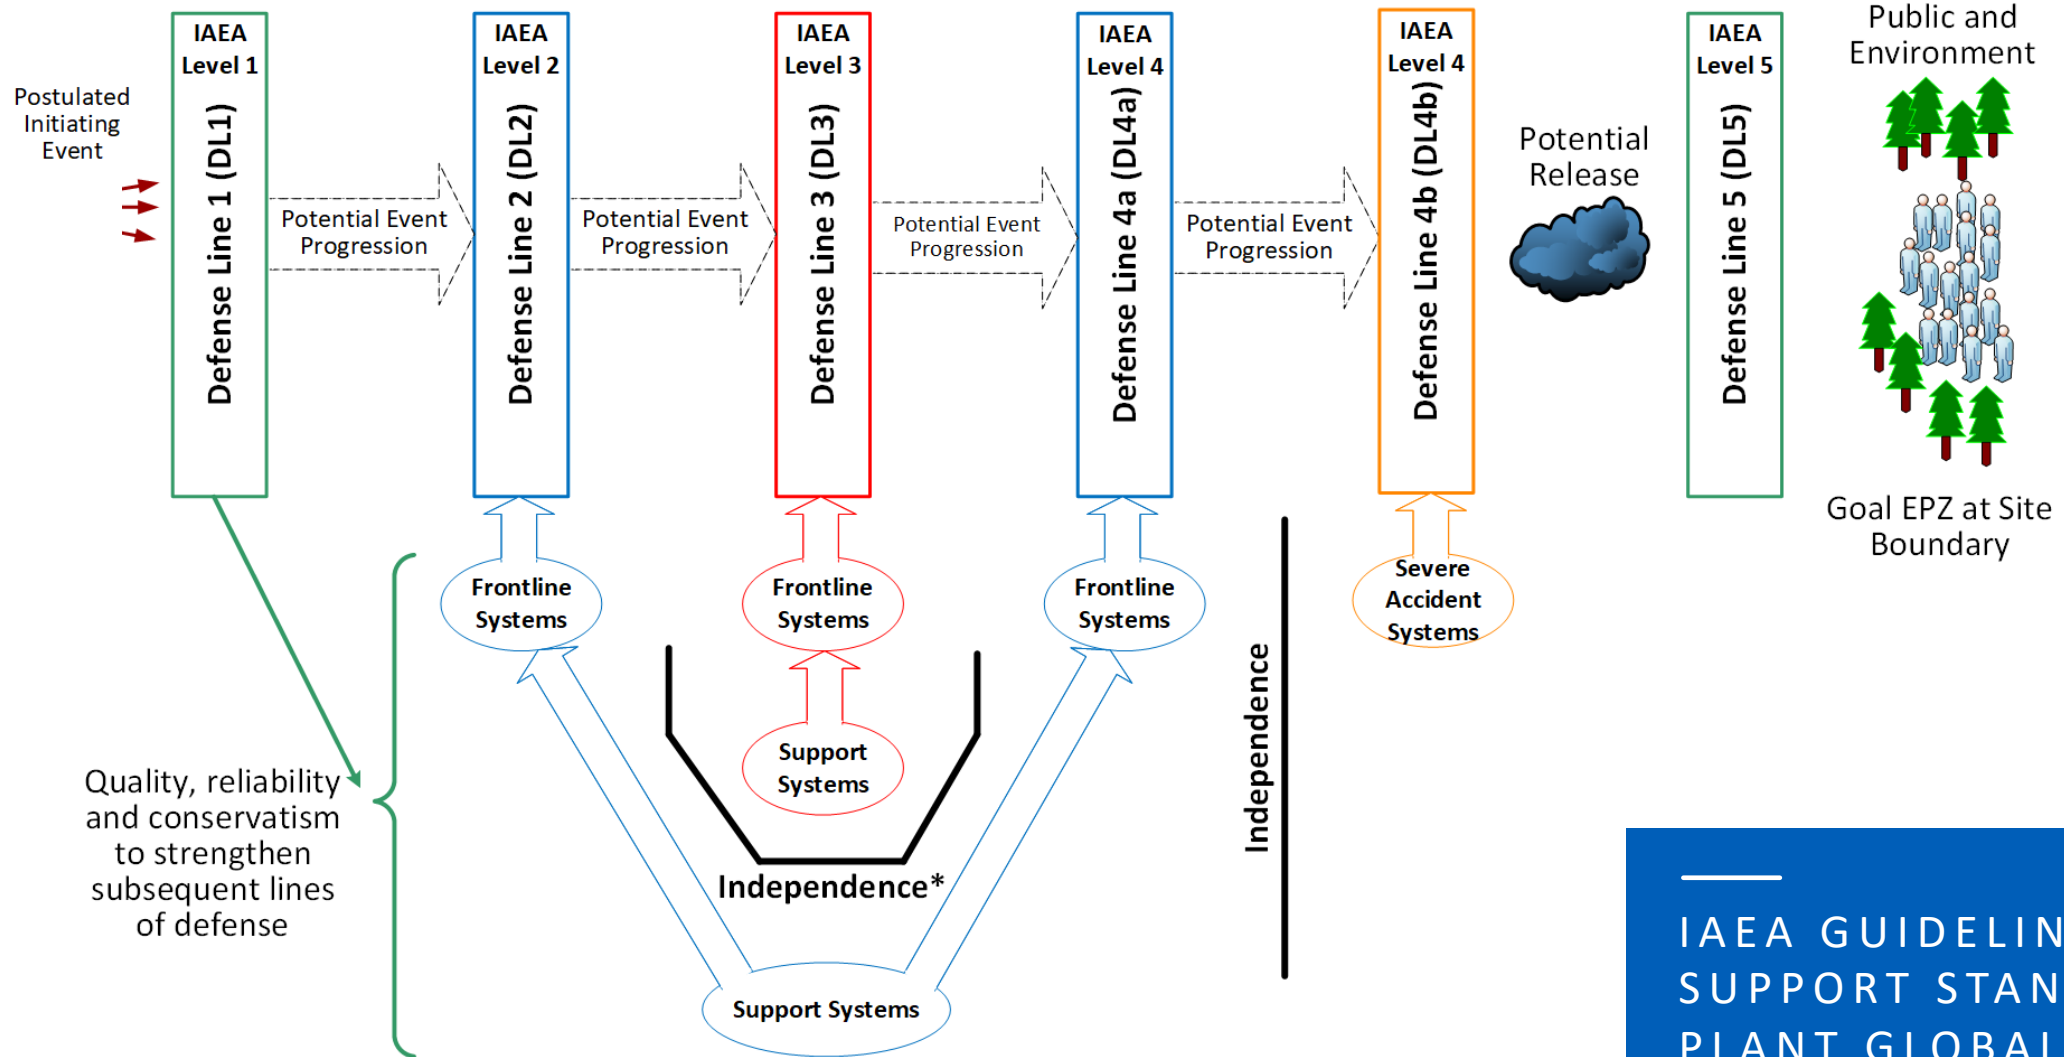 Postulated
Initiating
Event
IAEA
Level 1
Defense Line 1 (DL1)
Potential Event
Progression
IAEA
Level 2
Defense Line 2 (DL2)
Potential Event
Progression
IAEA
Level 3
Defense Line 3 (DL3)
Potential Event
Progression
IAEA
Level 4
Defense Line 4a (DL4a)
Potential Event
Progression
IAEA
Level 4
Defense Line 4b (DL4b)
Potential
Release
IAEA
Level 5
Defense Line 5 (DL5)
Public and
Environment
Goal EPZ at Site
Boundary
Frontline
Systems
Frontline
Systems
Frontline
Systems
Severe
Accident
Systems
Support
Systems
Independence*
Independence
Quality, reliability
and conservatism
to strengthen
subsequent lines
of defense
Support Systems
IAEA GUIDELIN
SUPPORT STAN
PLANT GLOBAL